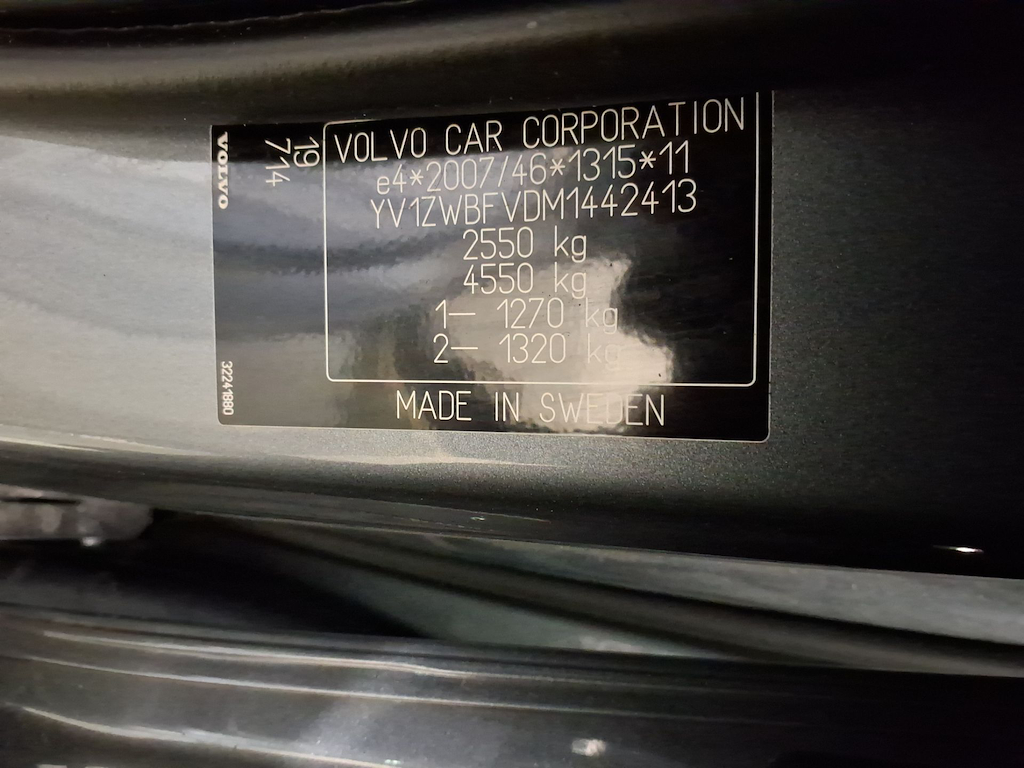 VOLVO
19
714
VOLVO CAR CORPORATION
e4*2007/46*1315*11
YV1ZWBFVDM1442413
2550 kg
4550 kg
1– 1270 kg
2– 1320 kg
32241880
MADE IN SWEDEN